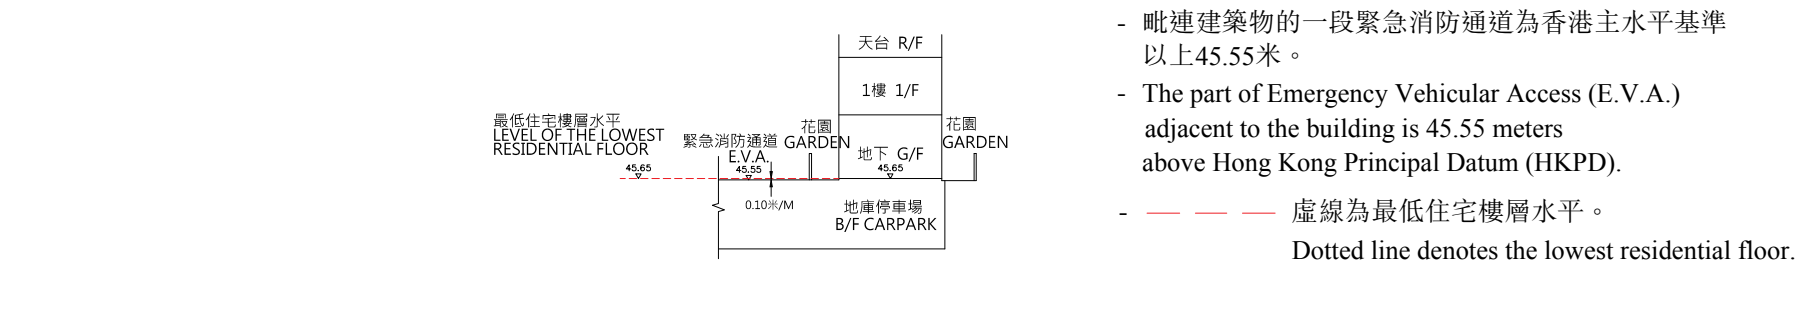 天台 R/F
1樓 1/F
最低住宅樓層水平
LEVEL OF THE LOWEST
RESIDENTIAL FLOOR
45.65
緊急消防通道
E.V.A.
45.55
花園
GARDEN
地下 G/F
45.65
花園
GARDEN
0.10米/M
地庫停車場
B/F CARPARK
- 毗連建築物的一段緊急消防通道為香港主水平基準
以上45.55米。
- The part of Emergency Vehicular Access (E.V.A.)
adjacent to the building is 45.55 meters
above Hong Kong Principal Datum (HKPD).
- 虛線為最低住宅樓層水平。
Dotted line denotes the lowest residential floor.